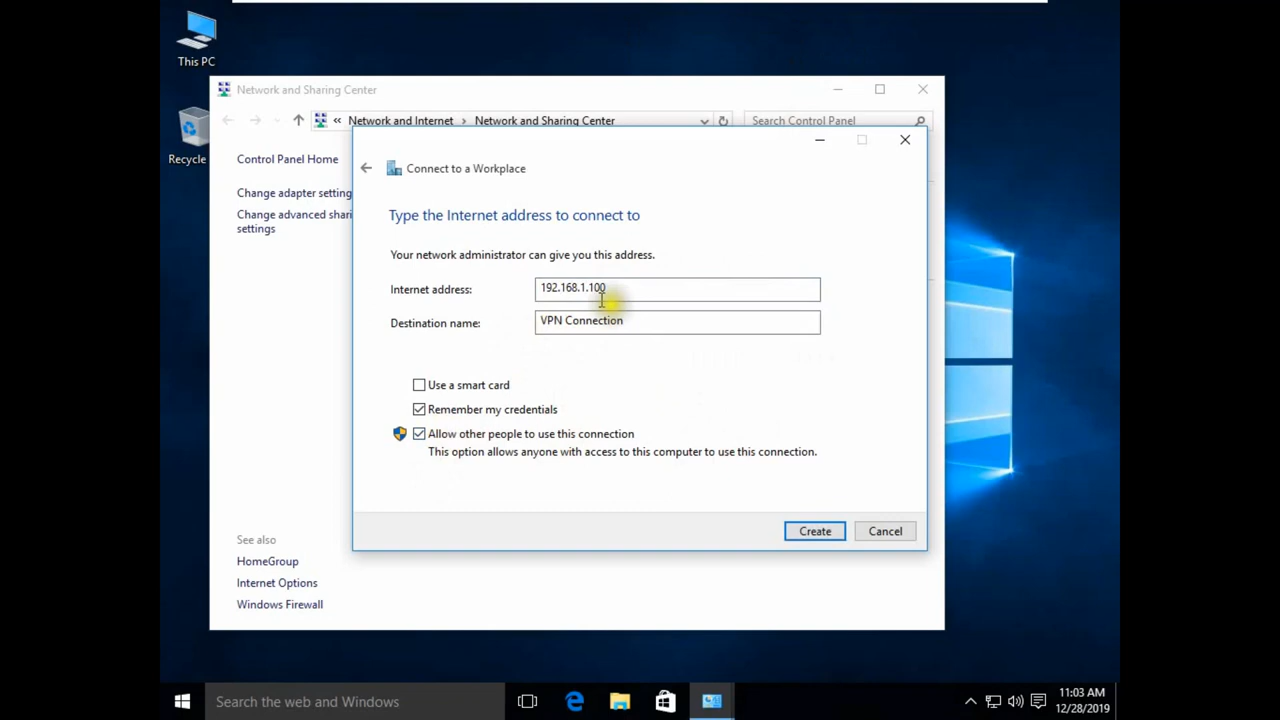 This PC
Recycle
Network and Sharing Center
« Network and Internet > Network and Sharing Center
Search Control Panel
Control Panel Home
Change adapter setting
Change advanced shari
settings
Connect to a Workplace
Type the Internet address to connect to
Your network administrator can give you this address.
Internet address:
192.168.1.100
Destination name:
VPN Connection
Use a smart card
Remember my credentials
Allow other people to use this connection
This option allows anyone with access to this computer to use this connection.
Create
Cancel
See also
HomeGroup
Internet Options
Windows Firewall
Search the web and Windows
11:03 AM
12/28/2019